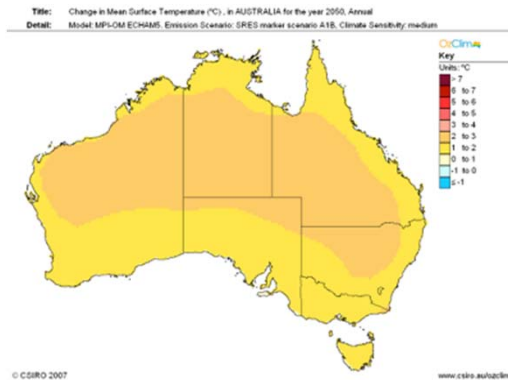 Title: Change in Mean Surface Temperature (°C) , in AUSTRALIA for the year 2050, Annual
Detail: Model: MPI-OM ECHAM5, Emission Scenario: SRES marker scenario A1B, Climate Sensitivity: medium
OzClim
Key
Units: °C
> 7
6 to 7
5 to 6
4 to 5
3 to 4
2 to 3
1 to 2
0 to 1
-1 to 0
≤ -1
© CSIRO 2007
www.csiro.au/ozclim